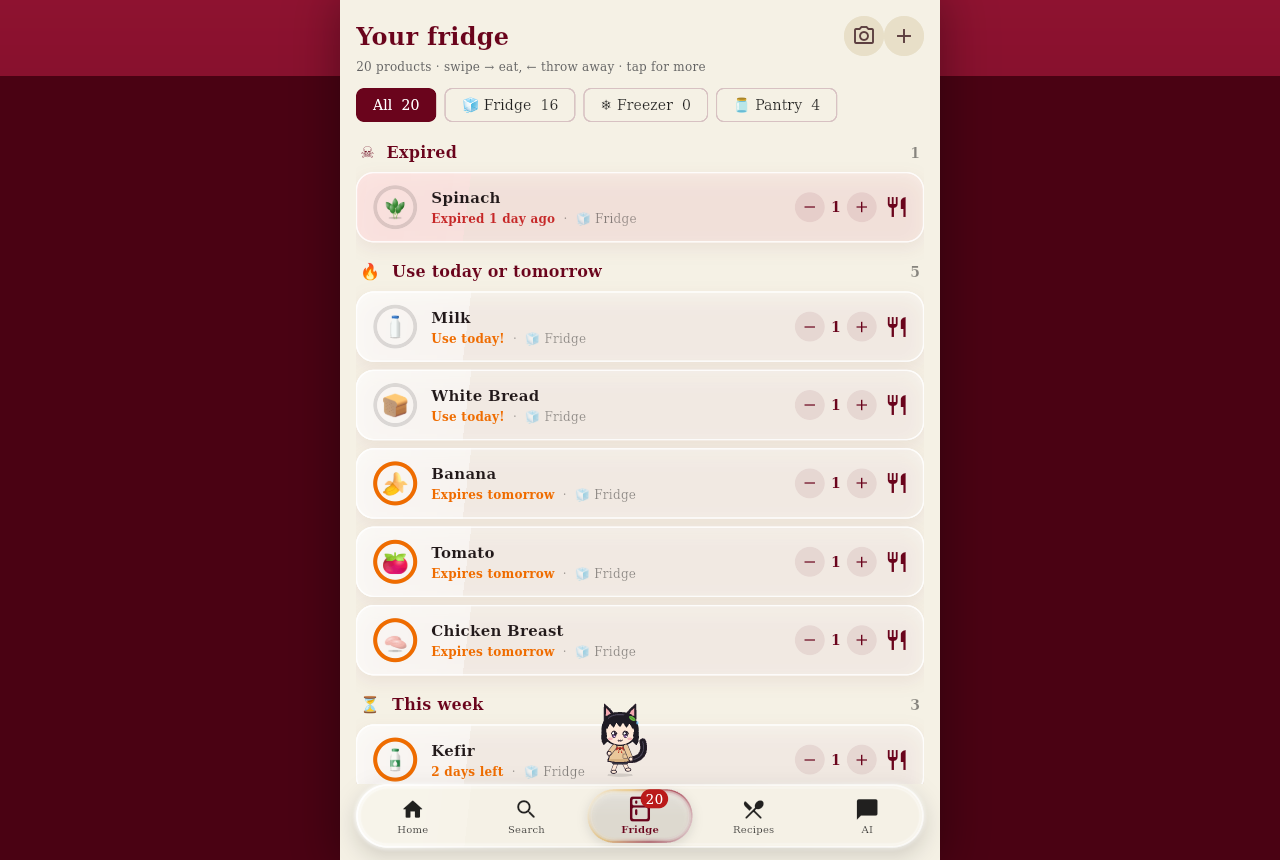 Your fridge
20 products · swipe → eat, ← throw away · tap for more
All 20 Fridge 16 Freezer 0 Pantry 4
Expired 1
Spinach
Expired 1 day ago · Fridge
1
Use today or tomorrow 5
Milk
Use today! · Fridge
1
White Bread
Use today! · Fridge
1
Banana
Expires tomorrow · Fridge
1
Tomato
Expires tomorrow · Fridge
1
Chicken Breast
Expires tomorrow · Fridge
1
This week 3
Kefir
2 days left · Fridge
1
20
Home Search Fridge Recipes AI